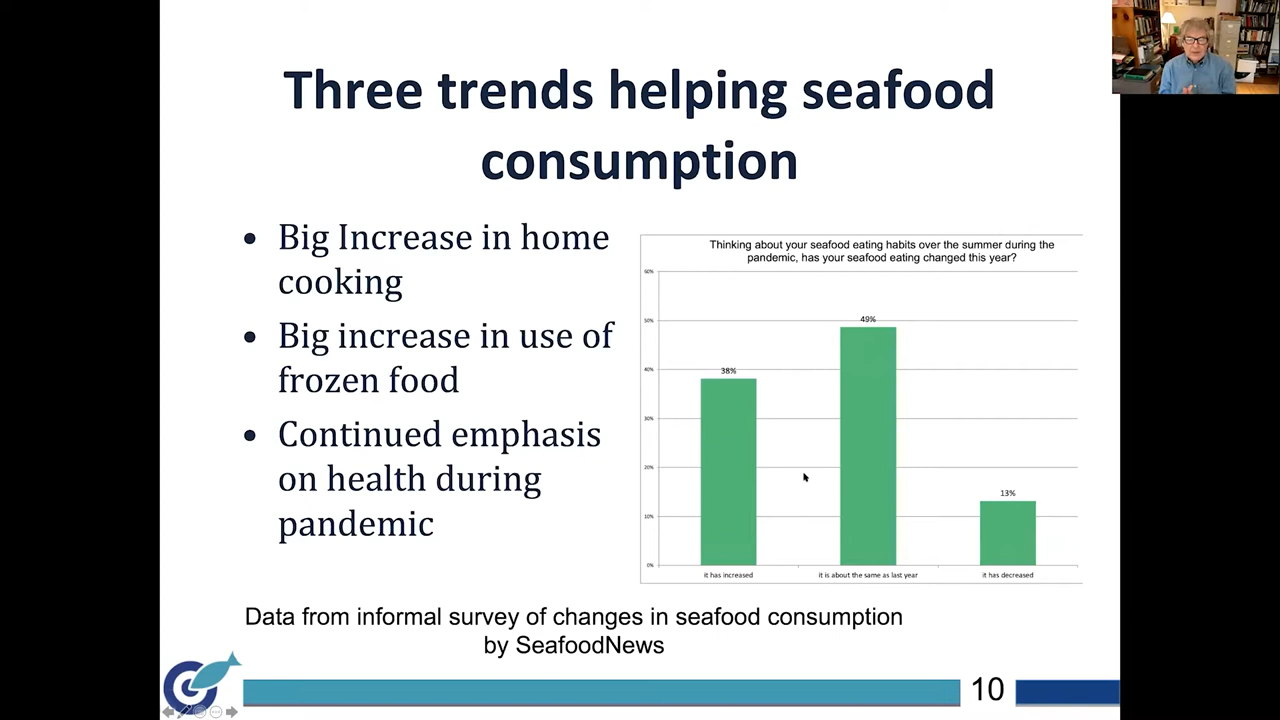 Three trends helping seafood
consumption
• Big Increase in home
cooking
• Big increase in use of
frozen food
• Continued emphasis
on health during
pandemic
Thinking about your seafood eating habits over the summer during the
pandemic, has your seafood eating changed this year?
60%
50%
40%
30%
20%
10%
0%
38%
49%
13%
it has increased
it is about the same as last year
it has decreased
Data from informal survey of changes in seafood consumption
by SeafoodNews
10